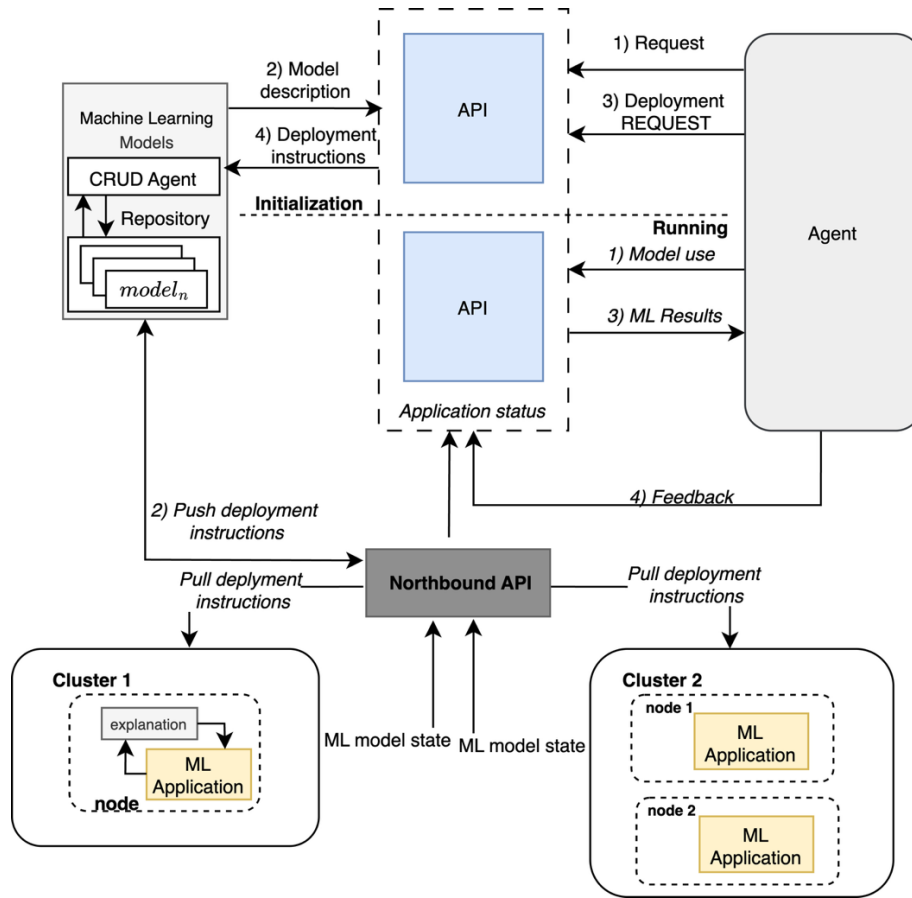 1) Request
2) Model
description
API
Machine Learning
Models
3) Deployment
REQUEST
4) Deployment
instructions
CRUD Agent
Initialization
Repository
Running
Agent
1) Model use
model_n
API
3) ML Results
Application status
4) Feedback
2) Push deployment
instructions
Northbound API
Pull deplyment
instructions
Pull deployment
instructions
Cluster 1
explanation
ML
Application
node
ML model state
ML model state
Cluster 2
node 1
ML
Application
node 2
ML
Application